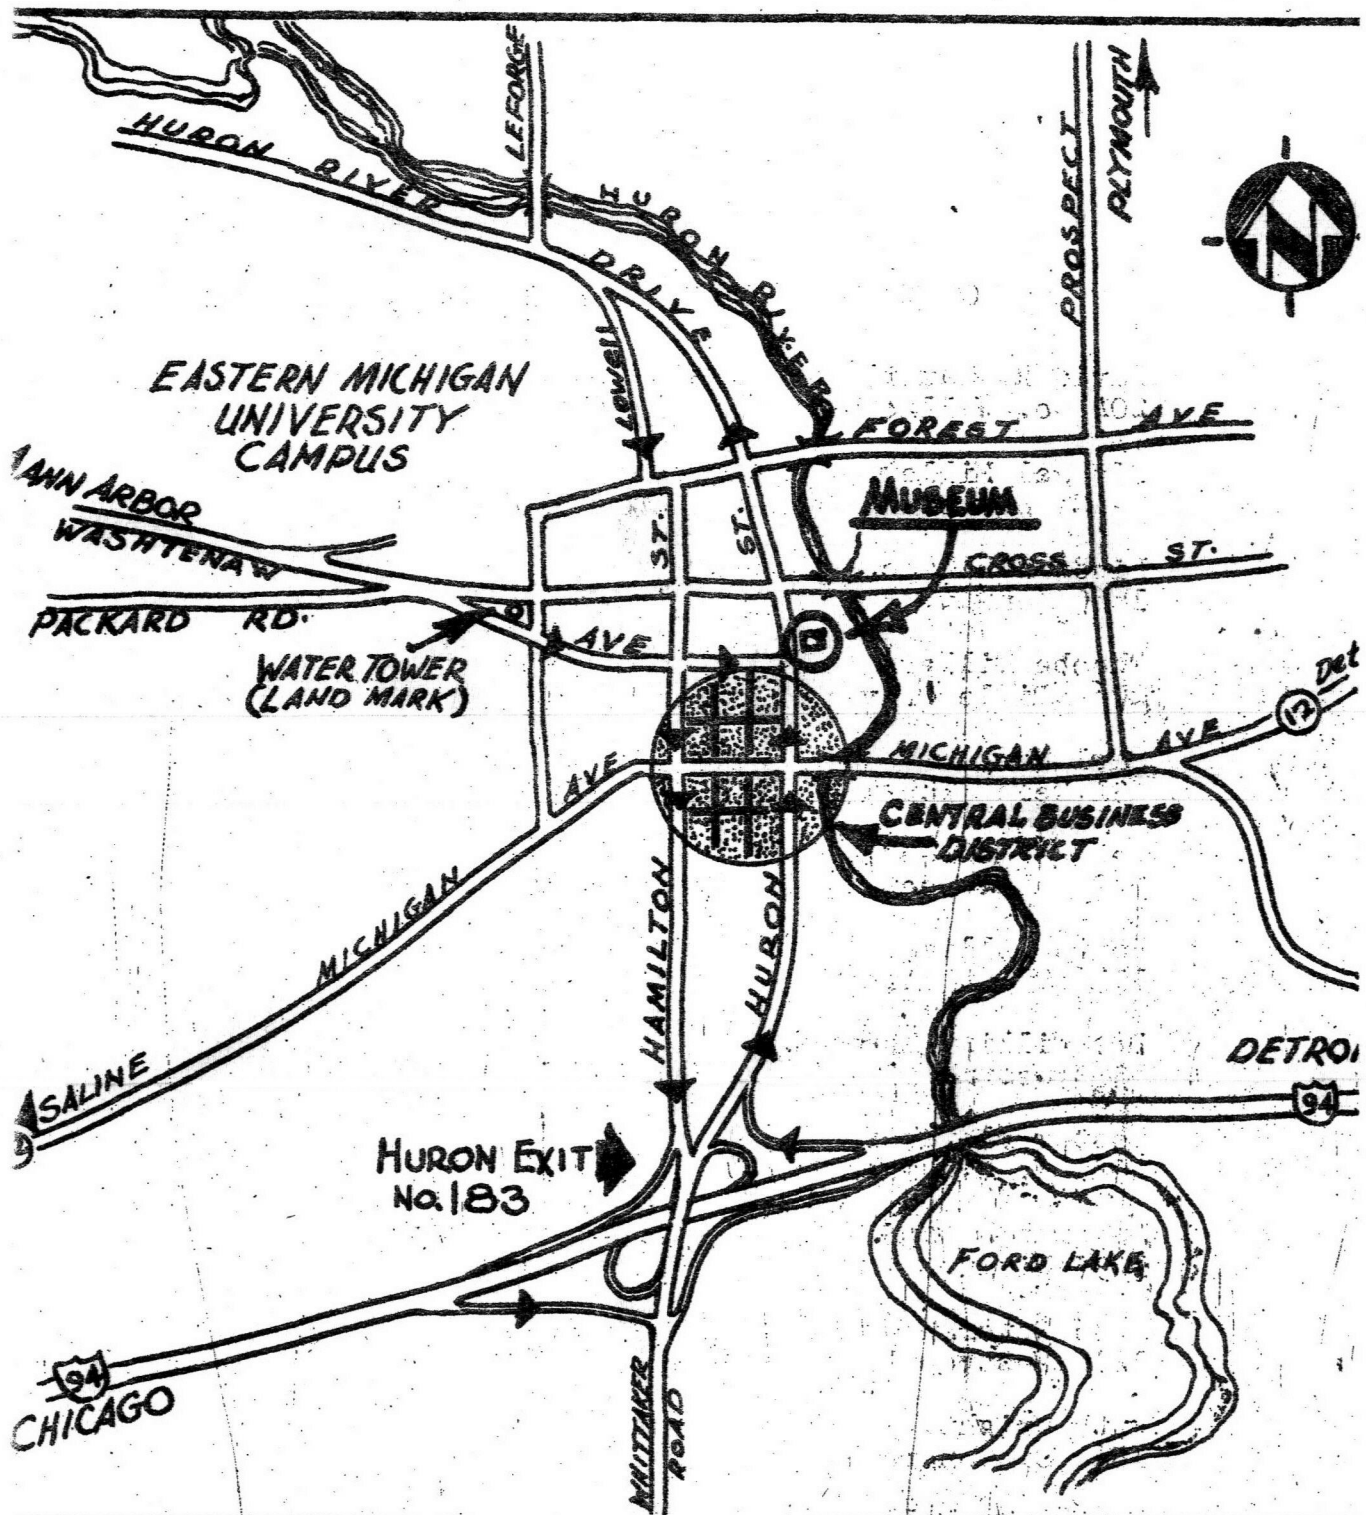 LEFORGE
PLYMOUTH
PROSPECT
HURON RIVER DRIVE
HURON RIVER
N
EASTERN MICHIGAN
UNIVERSITY
CAMPUS
LOWELL
FOREST AVE
ANN ARBOR
WASHTENAW AVE
MUSEUM
ST.
ST.
CROSS ST.
PACKARD RD.
WATER TOWER
(LAND MARK)
Det
12
MICHIGAN AVE
AVE
CENTRAL BUSINESS
DISTRICT
MICHIGAN
HAMILTON
HURON
SALINE
DETROI
94
HURON EXIT
No. 183
FORD LAKE
94
CHICAGO
WHITTAKER
ROAD